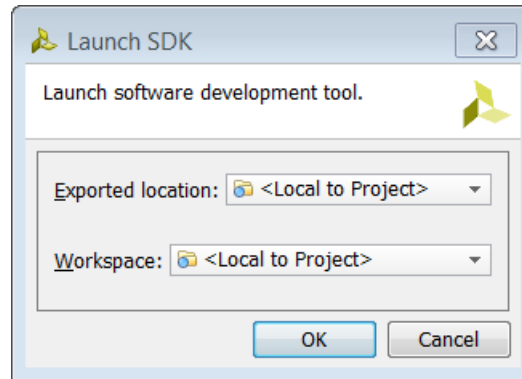 Launch SDK
Launch software development tool.
Exported location: <Local to Project>
Workspace: <Local to Project>
OK Cancel